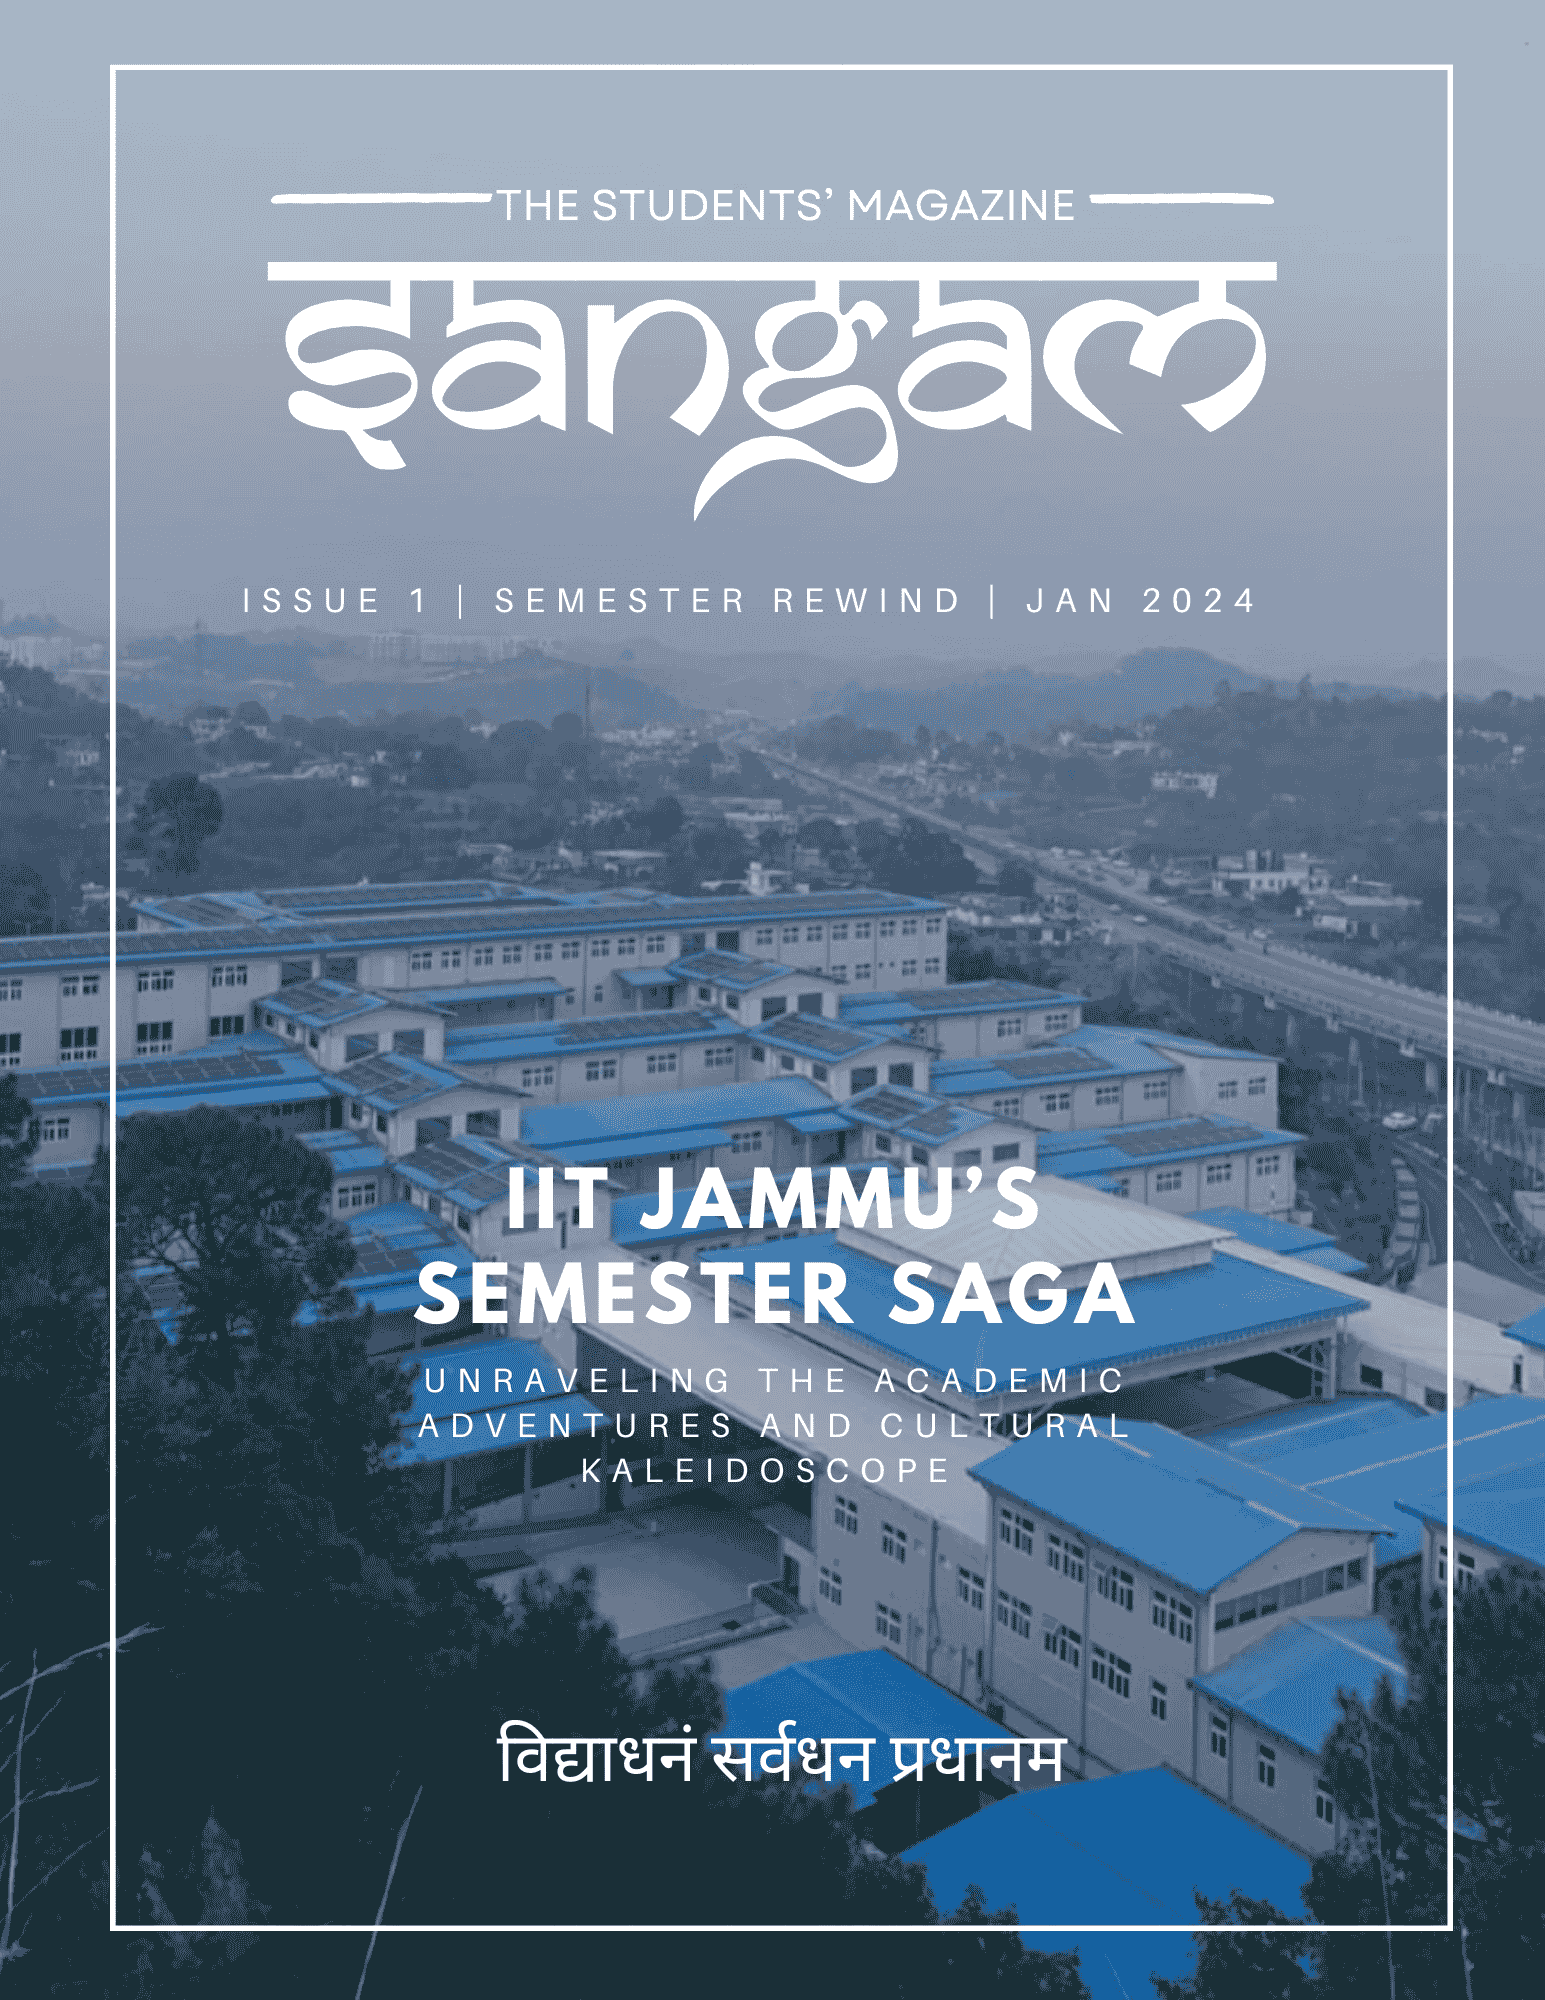 THE STUDENTS’ MAGAZINE
sangam
ISSUE 1 | SEMESTER REWIND | JAN 2024
IIT JAMMU’S
SEMESTER SAGA
UNRAVELING THE ACADEMIC
ADVENTURES AND CULTURAL
KALEIDOSCOPE
विद्याधनं सर्वधन प्रधानम